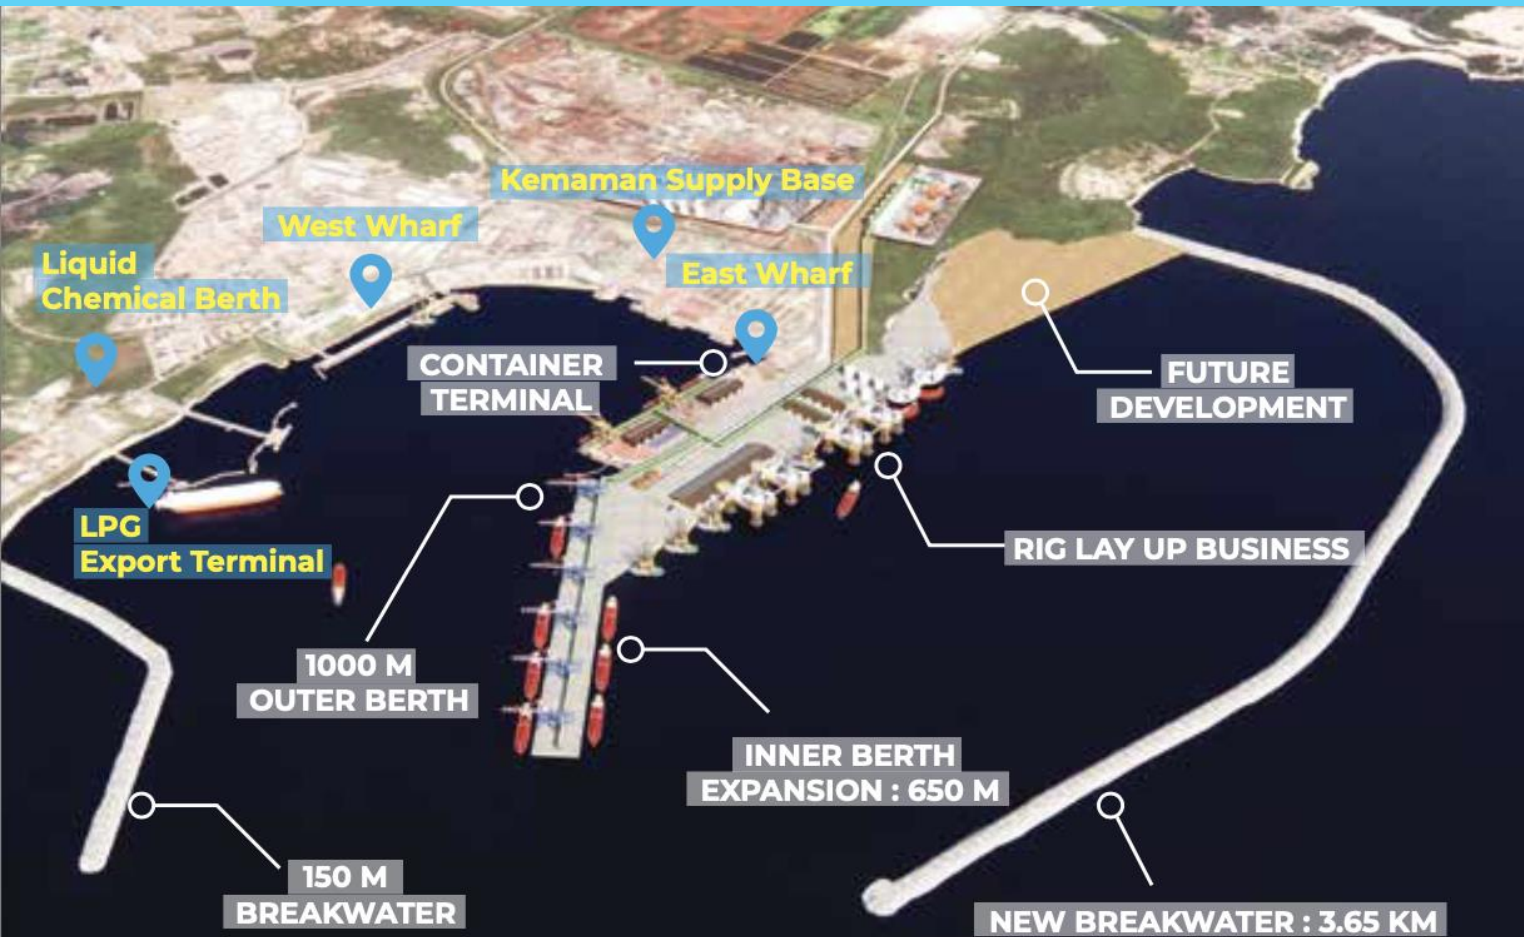 Kemaman Supply Base
West Wharf
Liquid
Chemical Berth
East Wharf
CONTAINER
TERMINAL
FUTURE
DEVELOPMENT
LPG
Export Terminal
RIG LAY UP BUSINESS
1000 M
OUTER BERTH
INNER BERTH
EXPANSION : 650 M
150 M
BREAKWATER
NEW BREAKWATER : 3.65 KM